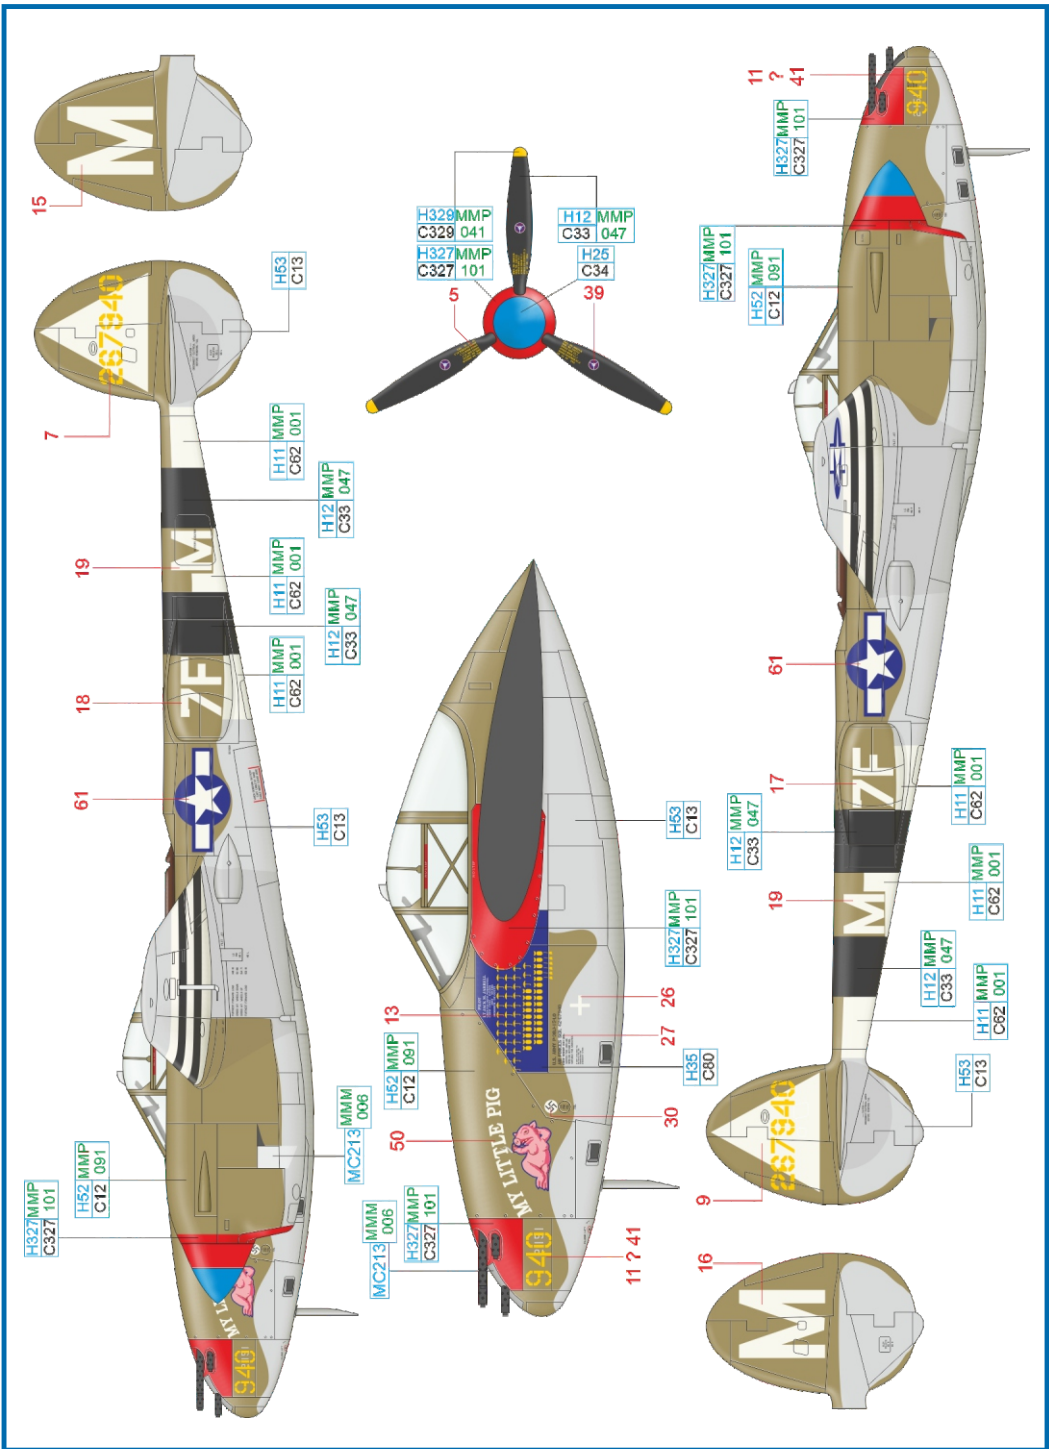 15
M
H53
C13
267940
7
H11 MMP
C62 001
H12 MMP
C33 047
19
M
H11 MMP
C62 001
H12 MMP
C33 047
18
7F
H11 MMP
C62 001
61
H53
C13
MMM
MC213 006
H52 MMP
C12 091
H327 MMP
C327 101
MY LI
940
H329 MMP
C329 041
H327 MMP
C327 101
H12 MMP
C33 047
H25
C34
5
39
H53
C13
H327 MMP
C327 101
13
26
27
H52 MMP
C12 091
H35
C80
30
50
MY LITTLE PIG
MMM
MC213 006
H327 MMP
C327 101
940
11 ? 41
11
?
41
940
H327 MMP
C327 101
H327 MMP
C327 101
H52 MMP
C12 091
61
17
7F
H11 MMP
C62 001
H12 MMP
C33 047
19
M
H11 MMP
C62 001
H12 MMP
C33 047
H11 MMP
C62 001
H53
C13
267940
9
16
M